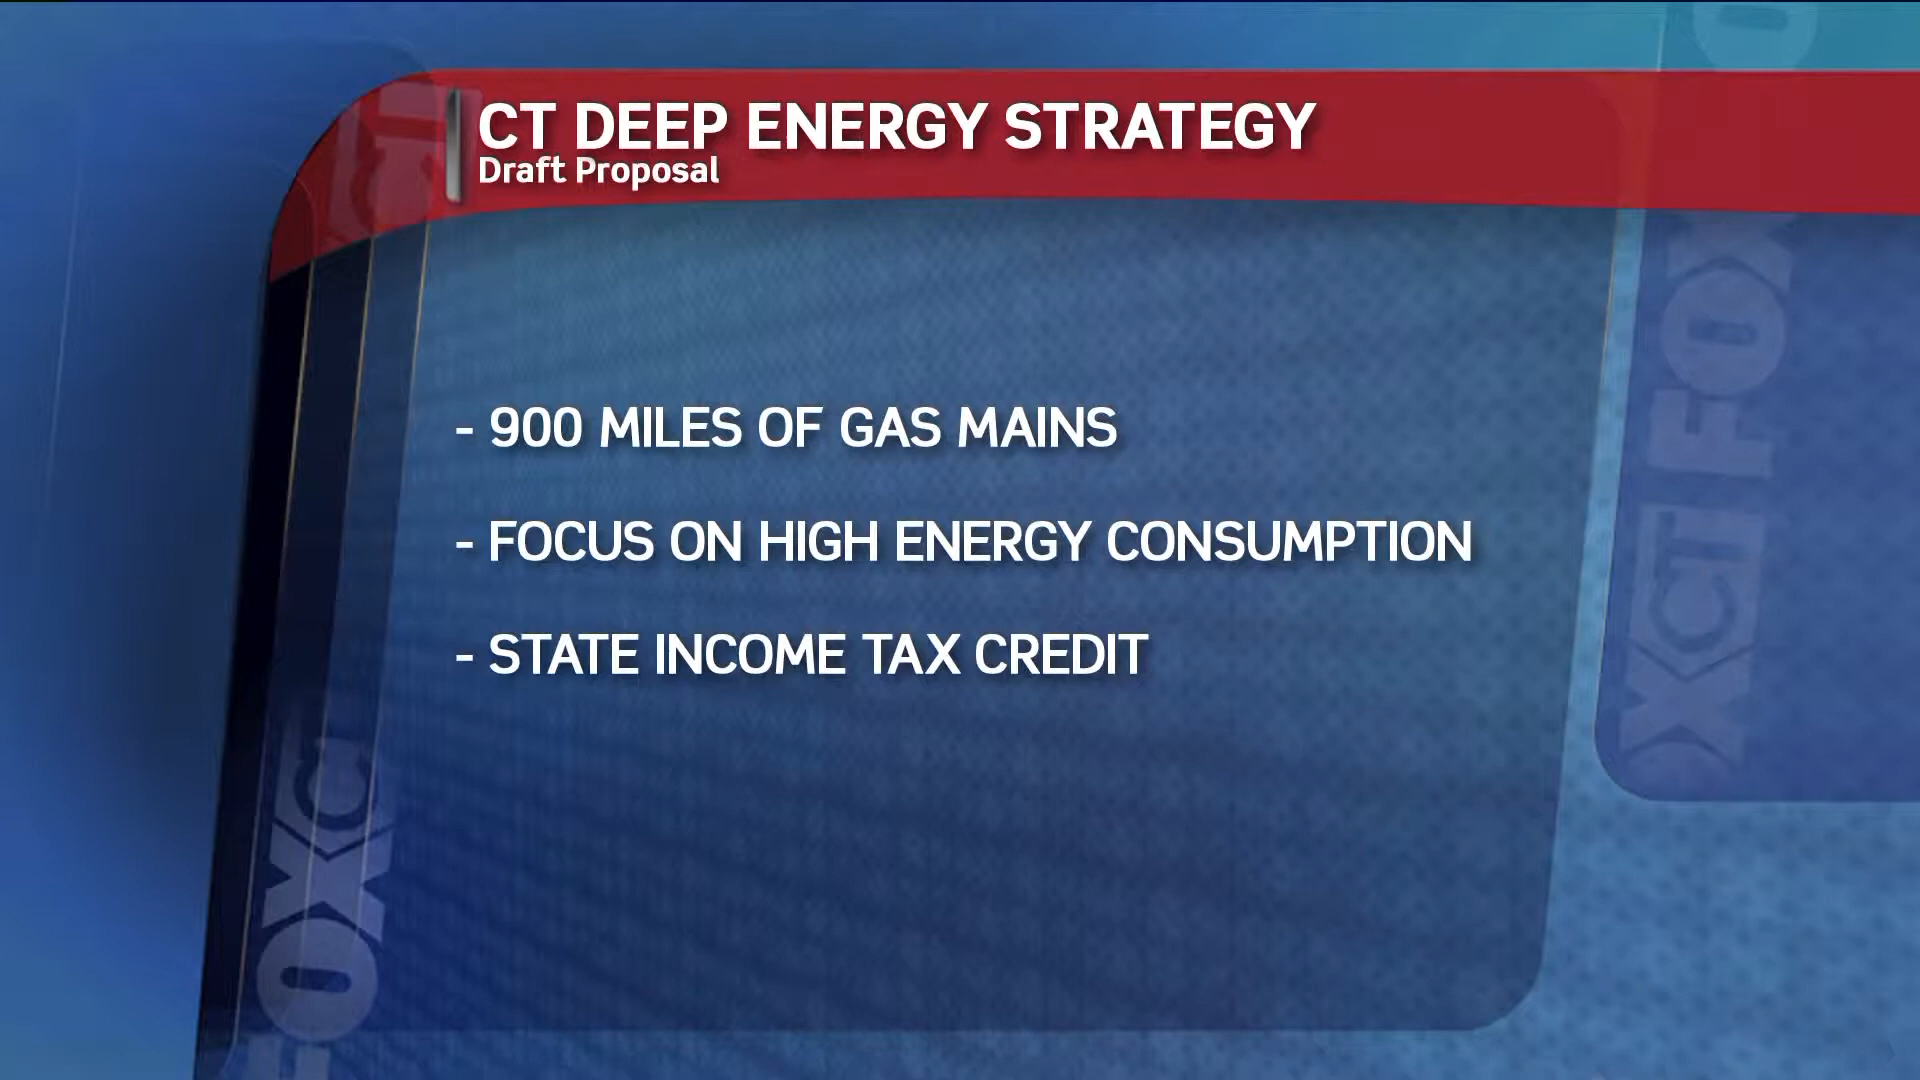 CT DEEP ENERGY STRATEGY
Draft Proposal
- 900 MILES OF GAS MAINS
- FOCUS ON HIGH ENERGY CONSUMPTION
- STATE INCOME TAX CREDIT